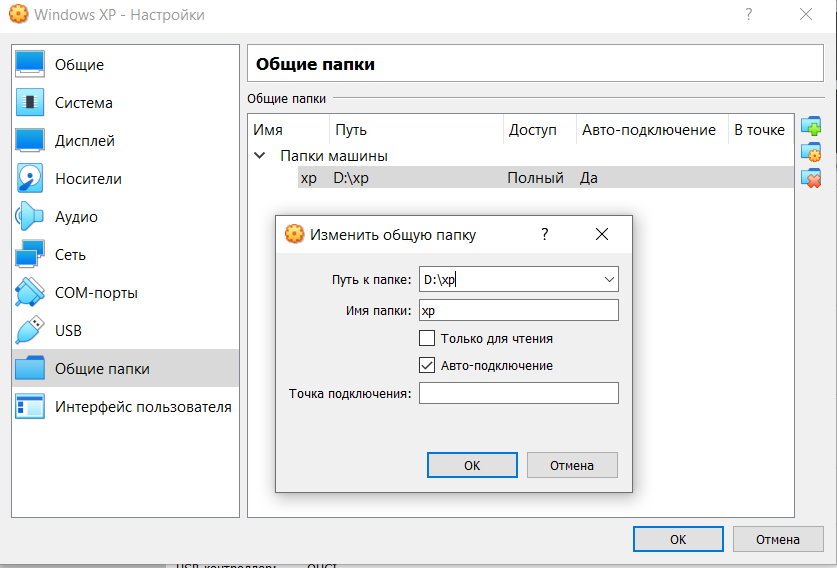 Windows XP - Настройки
?
Общие
Система
Дисплей
Носители
Аудио
Сеть
COM-порты
USB
Общие папки
Интерфейс пользователя
Общие папки
Общие папки
Имя Путь Доступ Авто-подключение В точке
Папки машины
xp D:\xp Полный Да
Изменить общую папку ?
Путь к папке: D:\xp
Имя папки: xp
Только для чтения
Авто-подключение
Точка подключения:
OK Отмена
OK Отмена
USB-контроллер: OHCI